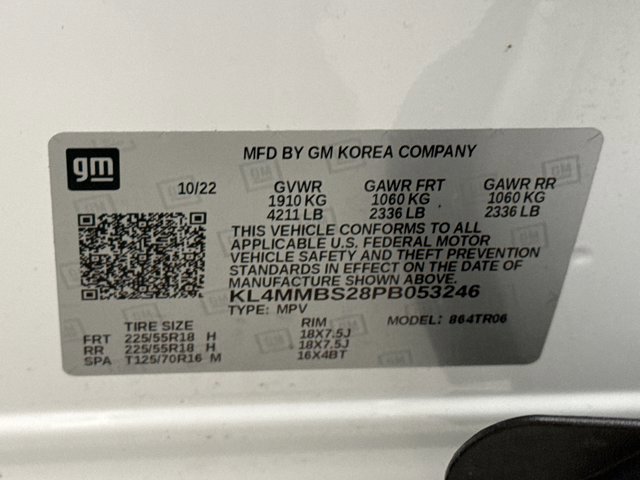 gm
MFD BY GM KOREA COMPANY
10/22 GVWR GAWR FRT GAWR RR
1910 KG 1060 KG 1060 KG
4211 LB 2336 LB 2336 LB
THIS VEHICLE CONFORMS TO ALL
APPLICABLE U.S. FEDERAL MOTOR
VEHICLE SAFETY AND THEFT PREVENTION
STANDARDS IN EFFECT ON THE DATE OF
MANUFACTURE SHOWN ABOVE.
KL4MMBS28PB053246
TYPE: MPV
TIRE SIZE RIM MODEL: 864TR06
FRT 225/55R18 H 18X7.5J
RR 225/55R18 H 18X7.5J
SPA T125/70R16 M 16X4BT